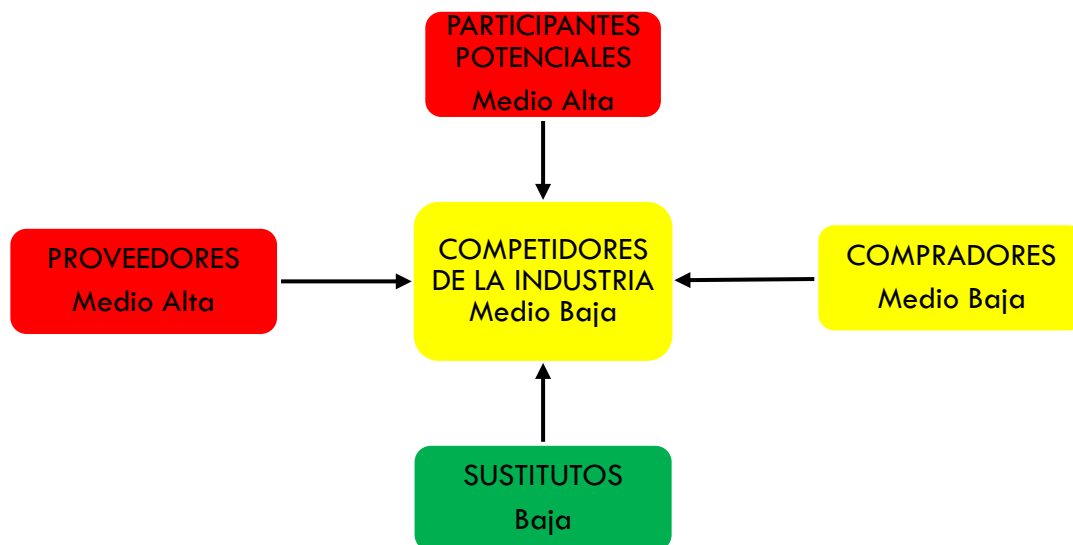 PARTICIPANTES
POTENCIALES
Medio Alta
PROVEEDORES
Medio Alta
COMPETIDORES
DE LA INDUSTRIA
Medio Baja
COMPRADORES
Medio Baja
SUSTITUTOS
Baja